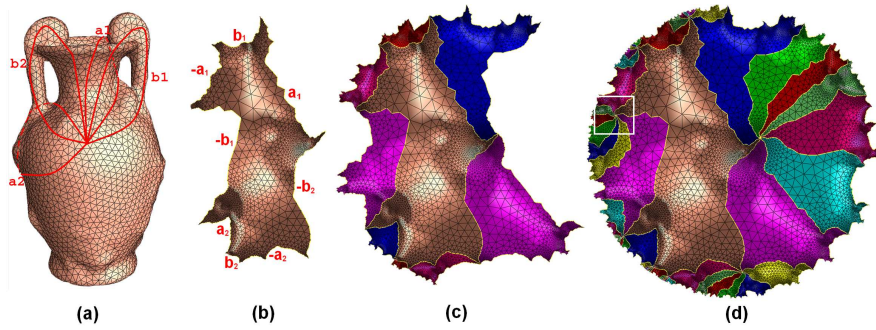 a1
b2
b1
a2
b₁
-a₁
a₁
-b₁
-b₂
a₂
b₂
-a₂
(a)
(b)
(c)
(d)